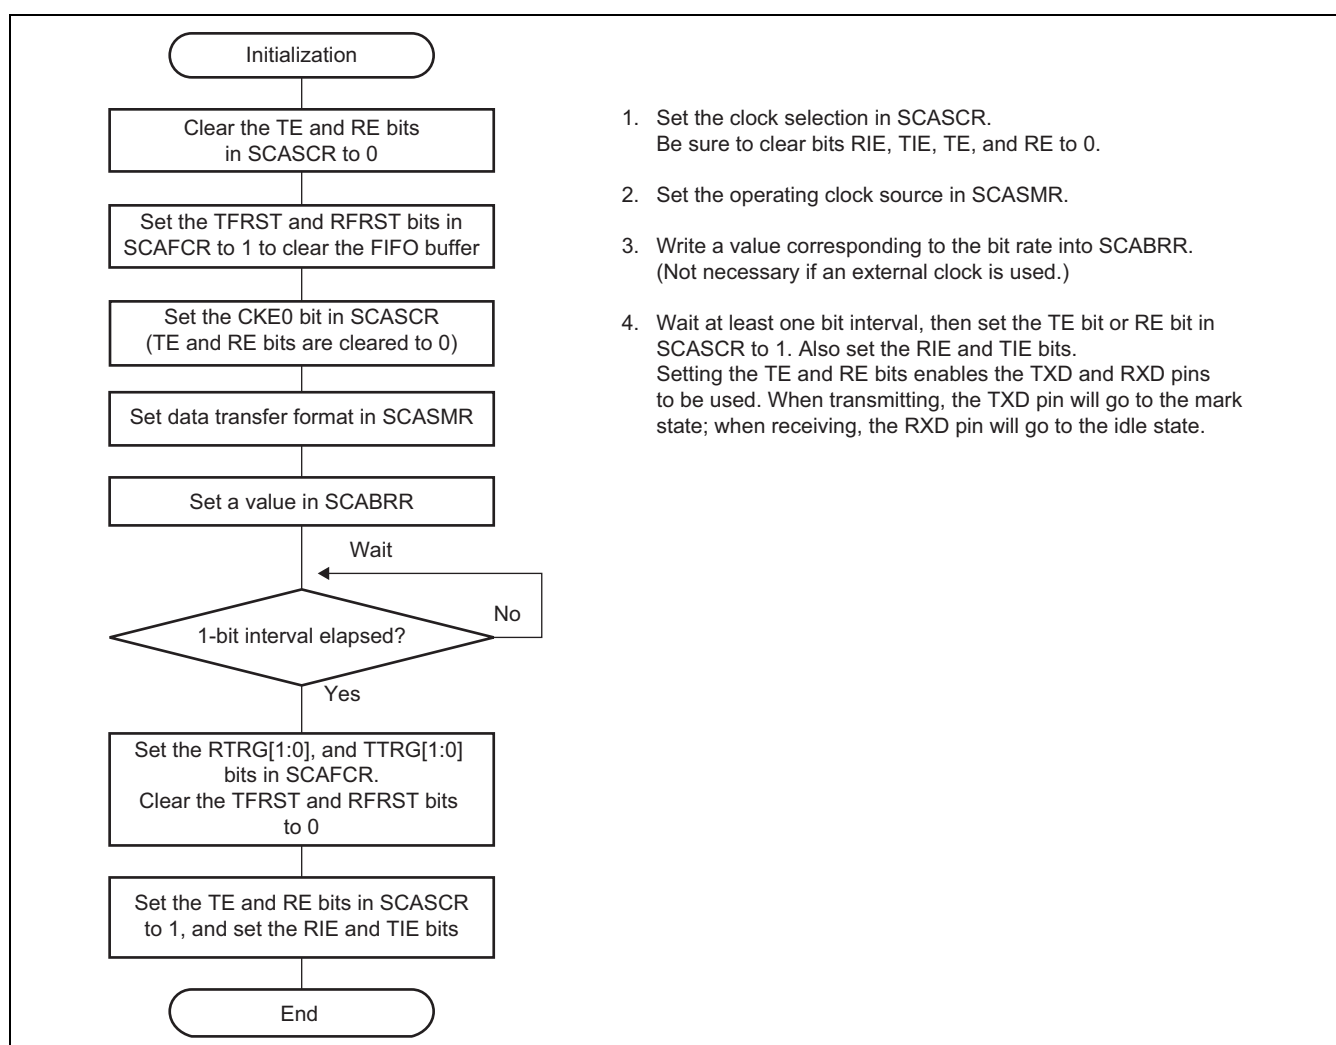 Initialization
Clear the TE and RE bits
in SCASCR to 0
Set the TFRST and RFRST bits in
SCAFCR to 1 to clear the FIFO buffer
Set the CKE0 bit in SCASCR
(TE and RE bits are cleared to 0)
Set data transfer format in SCASMR
Set a value in SCABRR
Wait
No
1-bit interval elapsed?
Yes
Set the RTRG[1:0], and TTRG[1:0]
bits in SCAFCR.
Clear the TFRST and RFRST bits
to 0
Set the TE and RE bits in SCASCR
to 1, and set the RIE and TIE bits
End
1. Set the clock selection in SCASCR.
Be sure to clear bits RIE, TIE, TE, and RE to 0.
2. Set the operating clock source in SCASMR.
3. Write a value corresponding to the bit rate into SCABRR.
(Not necessary if an external clock is used.)
4. Wait at least one bit interval, then set the TE bit or RE bit in
SCASCR to 1. Also set the RIE and TIE bits.
Setting the TE and RE bits enables the TXD and RXD pins
to be used. When transmitting, the TXD pin will go to the mark
state; when receiving, the RXD pin will go to the idle state.